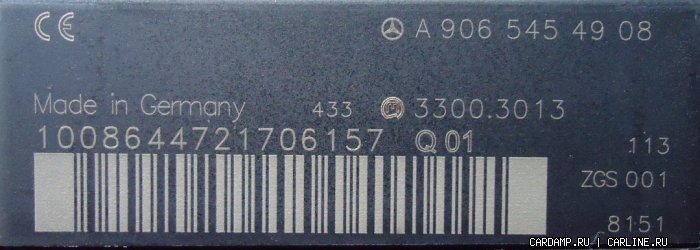 CE A 906 545 49 08
Made in Germany 433 3300.3013
1008644721706157 Q01 .113
ZGS 001
8151
CARDAMP.RU / CARLINE.RU